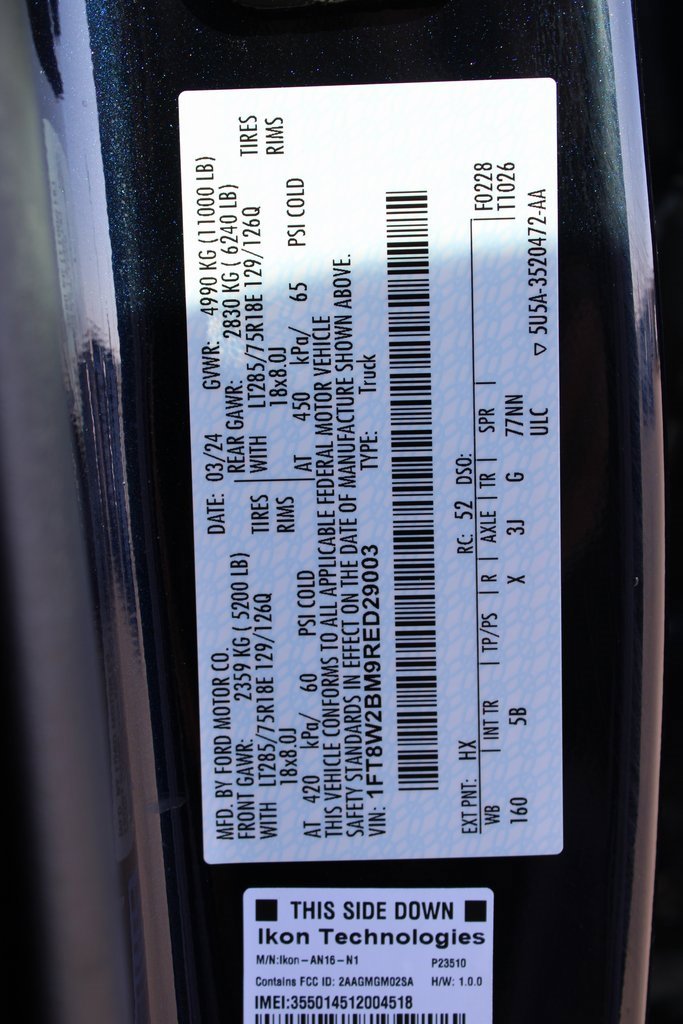 MFD. BY FORD MOTOR CO.
DATE: 03/24 GVWR: 4990 KG (11000 LB)
FRONT GAWR: 2359 KG ( 5200 LB)
REAR GAWR: 2830 KG ( 6240 LB)
WITH LT285/75R18E 129/126Q TIRES
WITH LT285/75R18E 129/126Q TIRES
18x8.0J RIMS
18x8.0J RIMS
AT 420 kPa/ 60 PSI COLD
AT 450 kPa/ 65 PSI COLD
THIS VEHICLE CONFORMS TO ALL APPLICABLE FEDERAL MOTOR VEHICLE
SAFETY STANDARDS IN EFFECT ON THE DATE OF MANUFACTURE SHOWN ABOVE.
VIN: 1FT8W2BM9RED29003 TYPE: Truck
EXT PNT: HX RC: 52 DSO:
F0228
WB INT TR TP/PS R AXLE TR SPR
T1026
160 5B X 3J G 77NN
ULC
▽ 5U5A-3520472-AA
THIS SIDE DOWN
Ikon Technologies
M/N:Ikon-AN16-N1 P23510
Contains FCC ID: 2AAGMGM02SA H/W: 1.0.0
IMEI:355014512004518